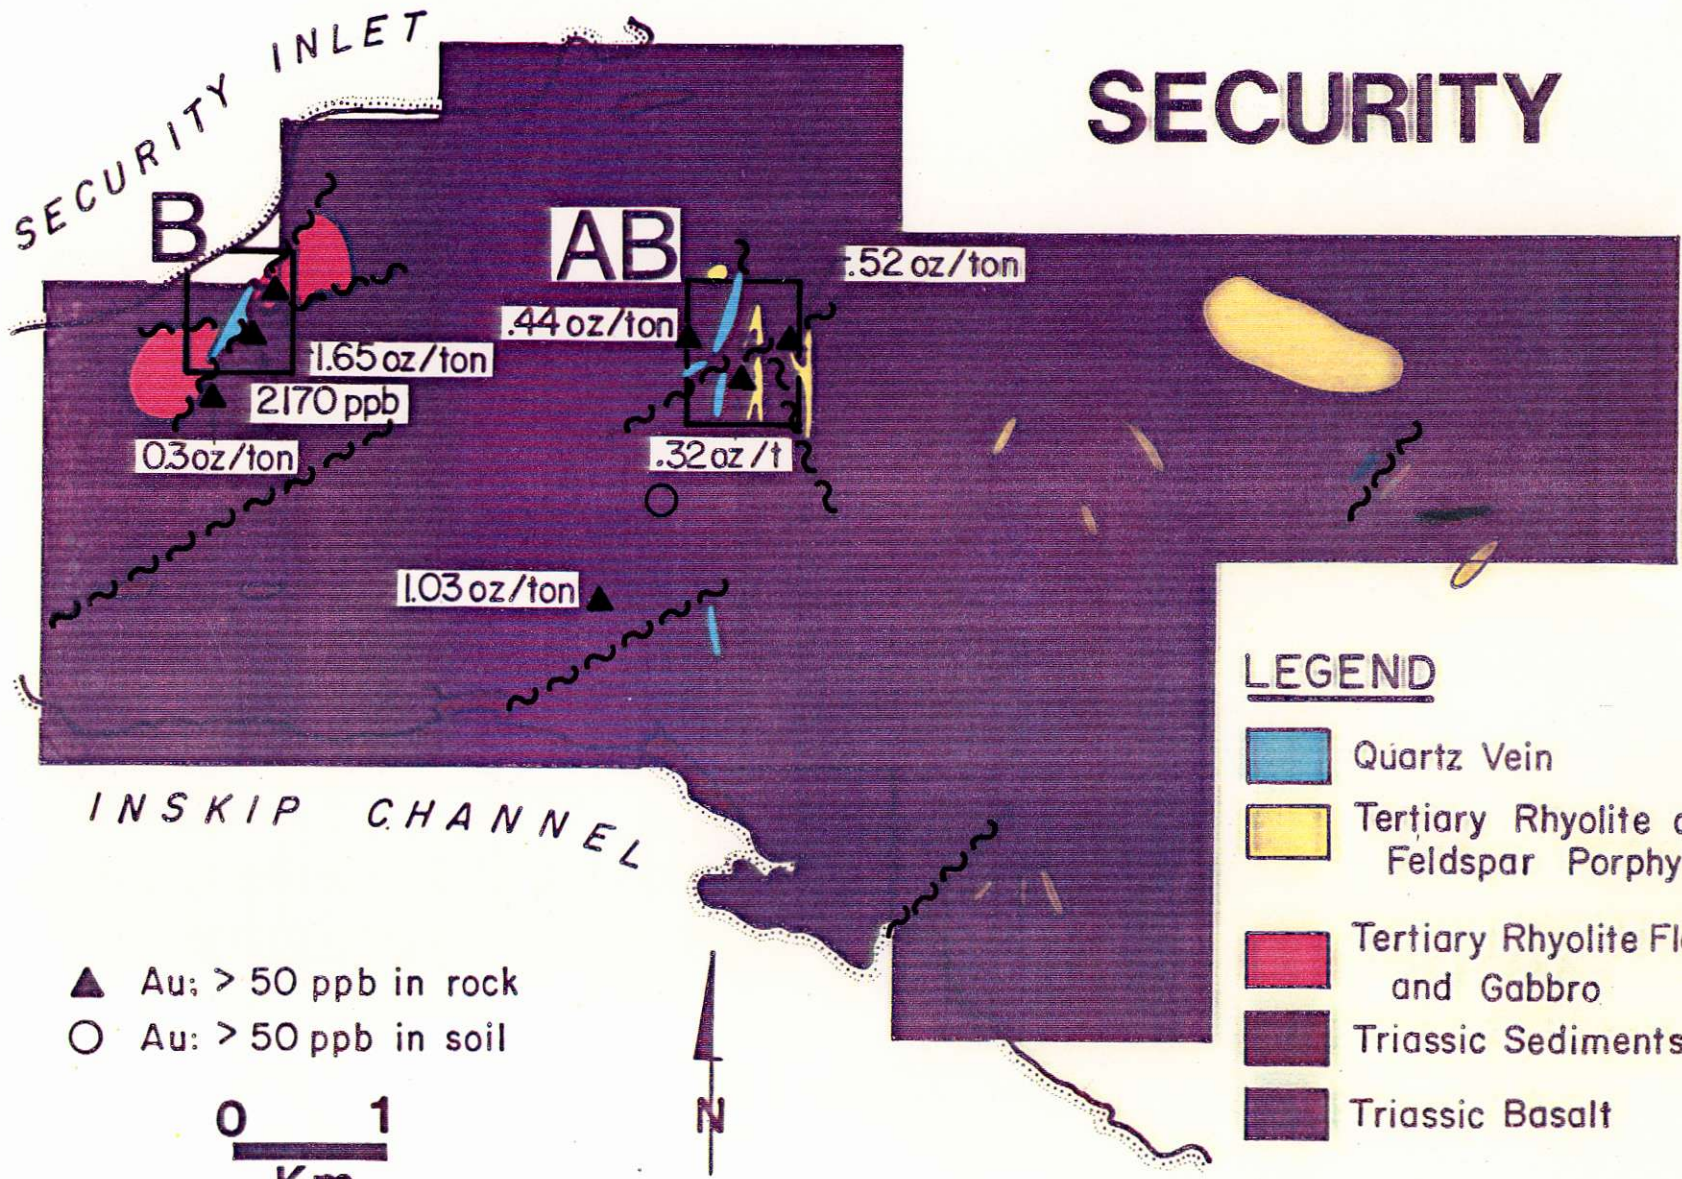 SECURITY INLET
SECURITY
B
AB
.52 oz/ton
.44 oz/ton
1.65 oz/ton
2170 ppb
0.3 oz/ton
.32 oz/t
1.03 oz/ton
INSKIP CHANNEL
LEGEND
Quartz Vein
Tertiary Rhyolite
Feldspar Porphy
Tertiary Rhyolite Fl
and Gabbro
Triassic Sediments
Triassic Basalt
Au: > 50 ppb in rock
Au: > 50 ppb in soil
0 1
Km
N